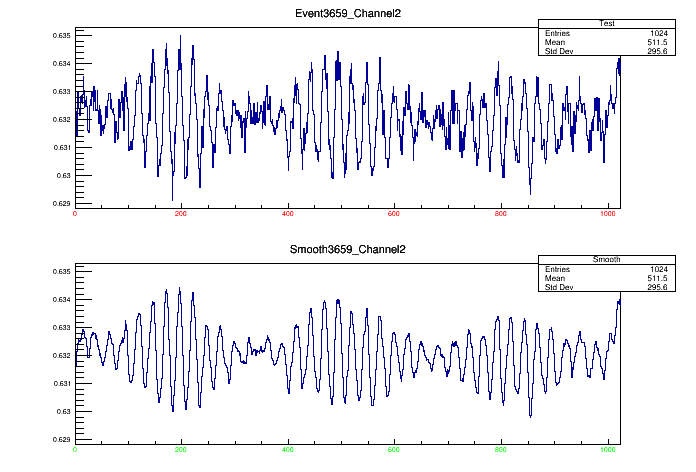 Event3659_Channel2
Test
Entries 1024
Mean 511.5
Std Dev 295.6
0.635
0.634
0.633
0.632
0.631
0.63
0.629
0 200 400 600 800 1000
Smooth3659_Channel2
Smooth
Entries 1024
Mean 511.5
Std Dev 295.6
0.635
0.634
0.633
0.632
0.631
0.63
0.629
0 200 400 600 800 1000